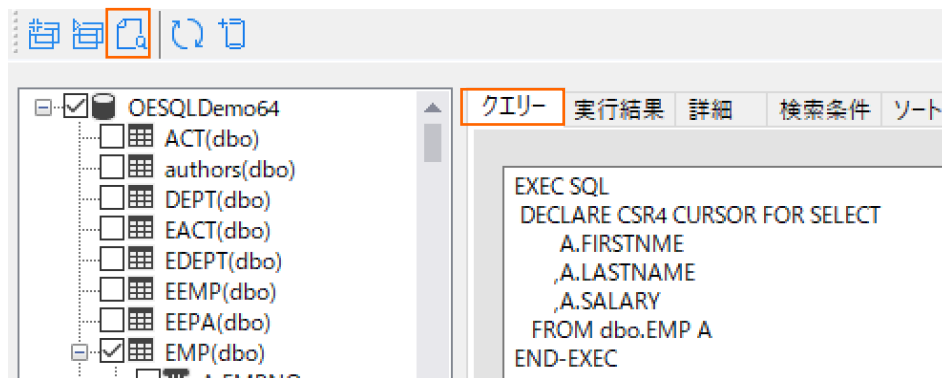 OESQLDemo64
ACT(dbo)
authors(dbo)
DEPT(dbo)
EACT(dbo)
EDEPT(dbo)
EEMP(dbo)
EEPA(dbo)
EMP(dbo)
クエリー 実行結果 詳細 検索条件 ソート
EXEC SQL
DECLARE CSR4 CURSOR FOR SELECT
A.FIRSTNME
,A.LASTNAME
,A.SALARY
FROM dbo.EMP A
END-EXEC